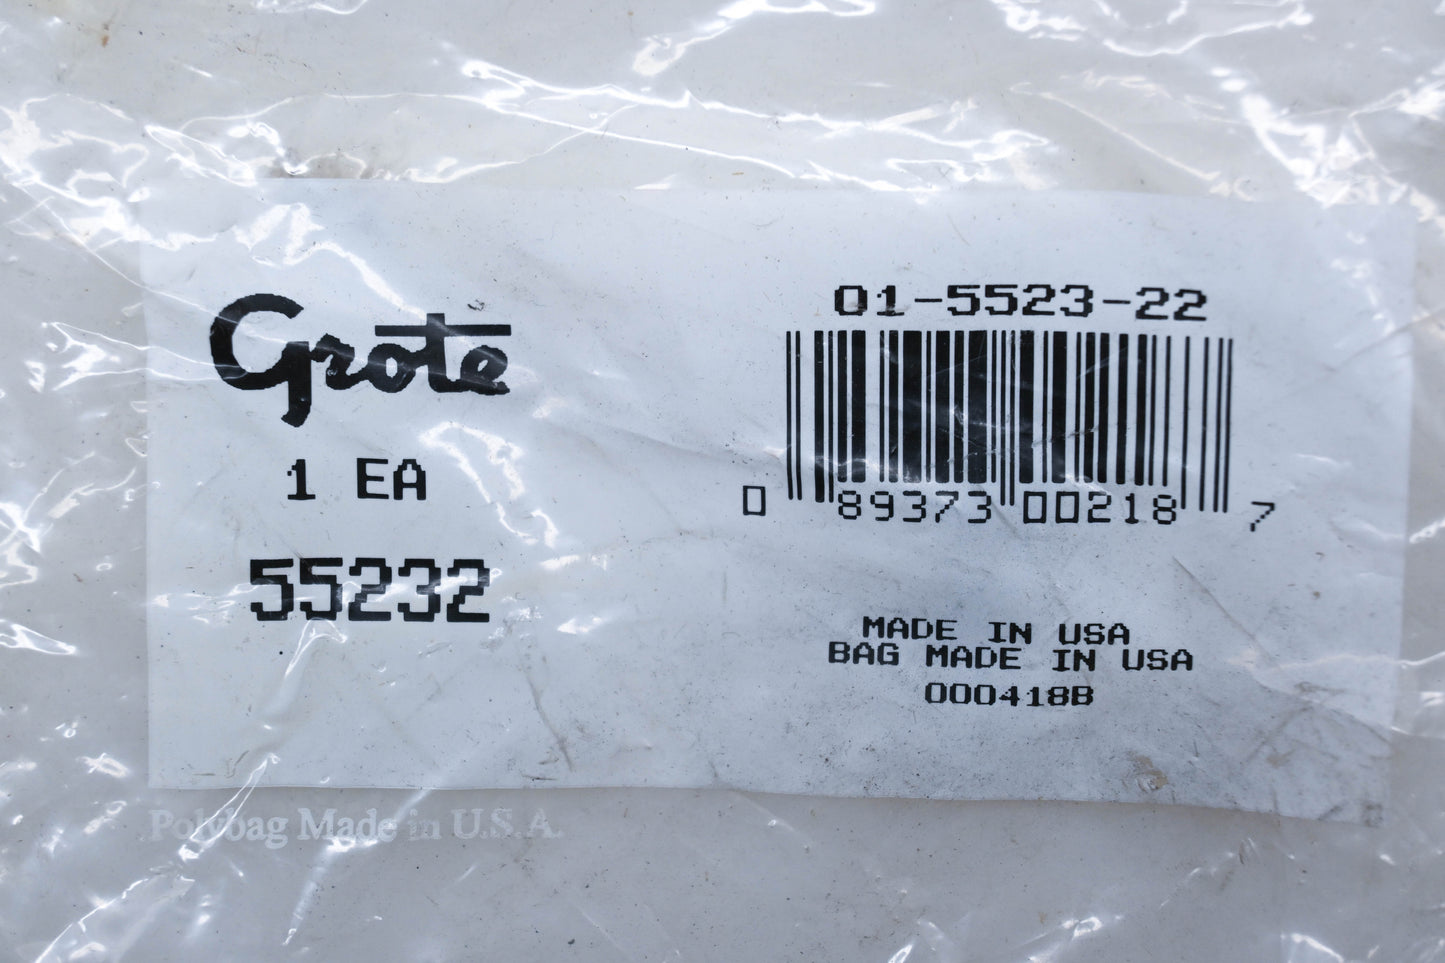 Grote
1 EA
55232
01-5523-22
0 89373 00218 7
MADE IN USA
BAG MADE IN USA
000418B
Polybag Made in U.S.A.